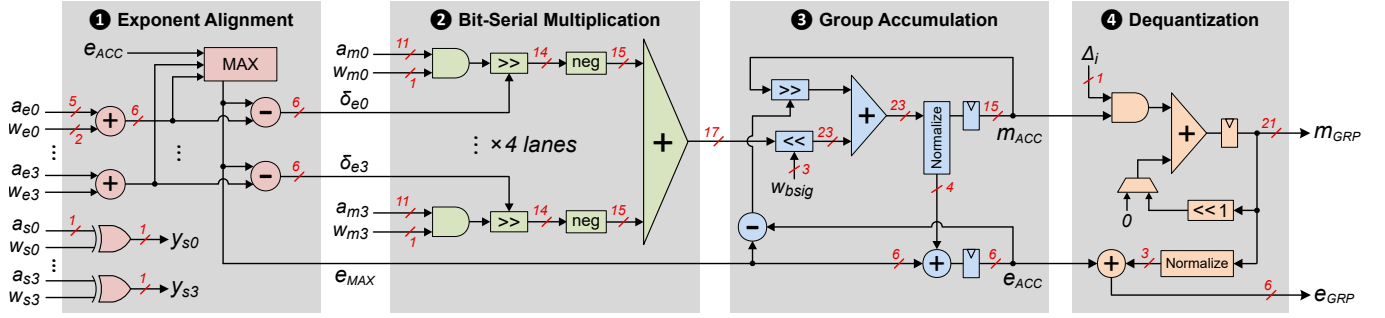 ❶ Exponent Alignment
e_ACC
MAX
a_e0
5
w_e0
2
+
6
−
6
δ_e0
...
...
a_e3
w_e3
+
−
6
δ_e3
a_s0
1
w_s0
1
y_s0
...
a_s3
w_s3
1
y_s3
e_MAX
❷ Bit-Serial Multiplication
a_m0
11
w_m0
1
>>
14
neg
15
⋮ ×4 lanes
+
17
a_m3
11
w_m3
1
>>
14
neg
15
❸ Group Accumulation
>>
<<
23
3
w_bsig
+
23
Normalize
15
m_ACC
4
−
6
+
6
e_ACC
❹ Dequantization
Δ_i
1
+
21
m_GRP
0
<< 1
+
3
Normalize
6
e_GRP